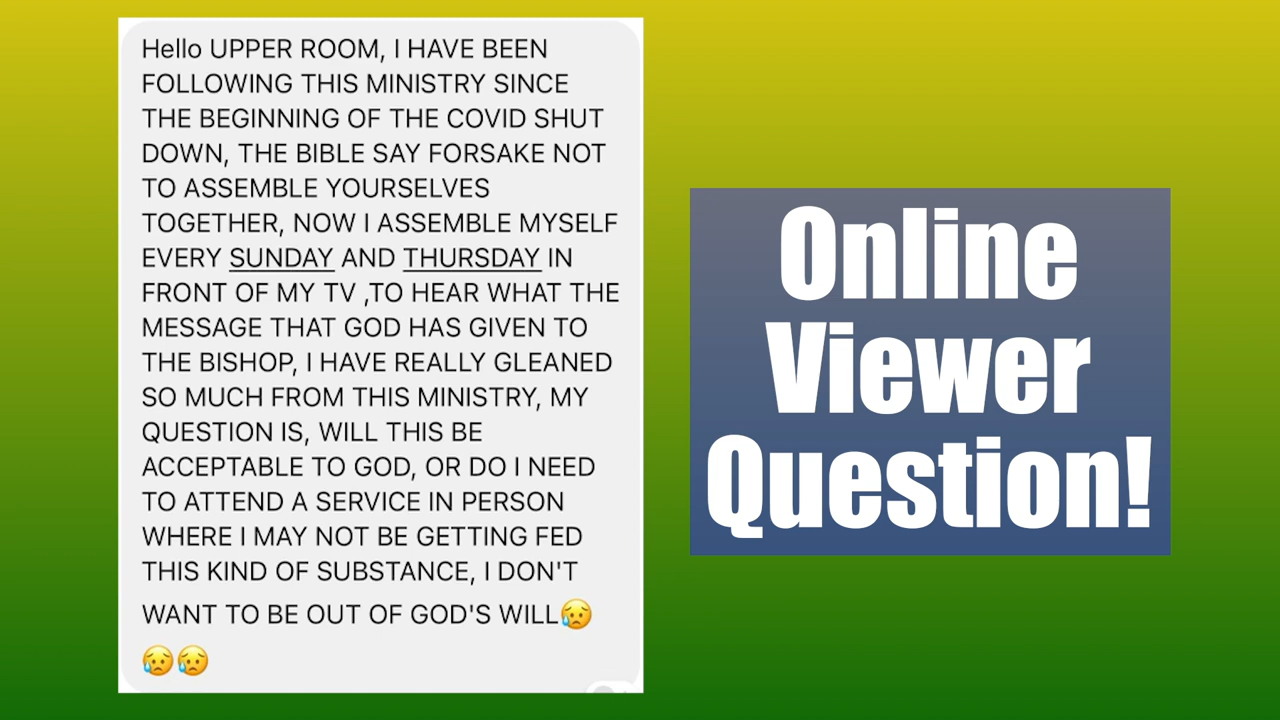 Hello UPPER ROOM, I HAVE BEEN
FOLLOWING THIS MINISTRY SINCE
THE BEGINNING OF THE COVID SHUT
DOWN, THE BIBLE SAY FORSAKE NOT
TO ASSEMBLE YOURSELVES
TOGETHER, NOW I ASSEMBLE MYSELF
EVERY SUNDAY AND THURSDAY IN
FRONT OF MY TV ,TO HEAR WHAT THE
MESSAGE THAT GOD HAS GIVEN TO
THE BISHOP, I HAVE REALLY GLEANED
SO MUCH FROM THIS MINISTRY, MY
QUESTION IS, WILL THIS BE
ACCEPTABLE TO GOD, OR DO I NEED
TO ATTEND A SERVICE IN PERSON
WHERE I MAY NOT BE GETTING FED
THIS KIND OF SUBSTANCE, I DON'T
WANT TO BE OUT OF GOD'S WILL😥
😥😥
Online
Viewer
Question!